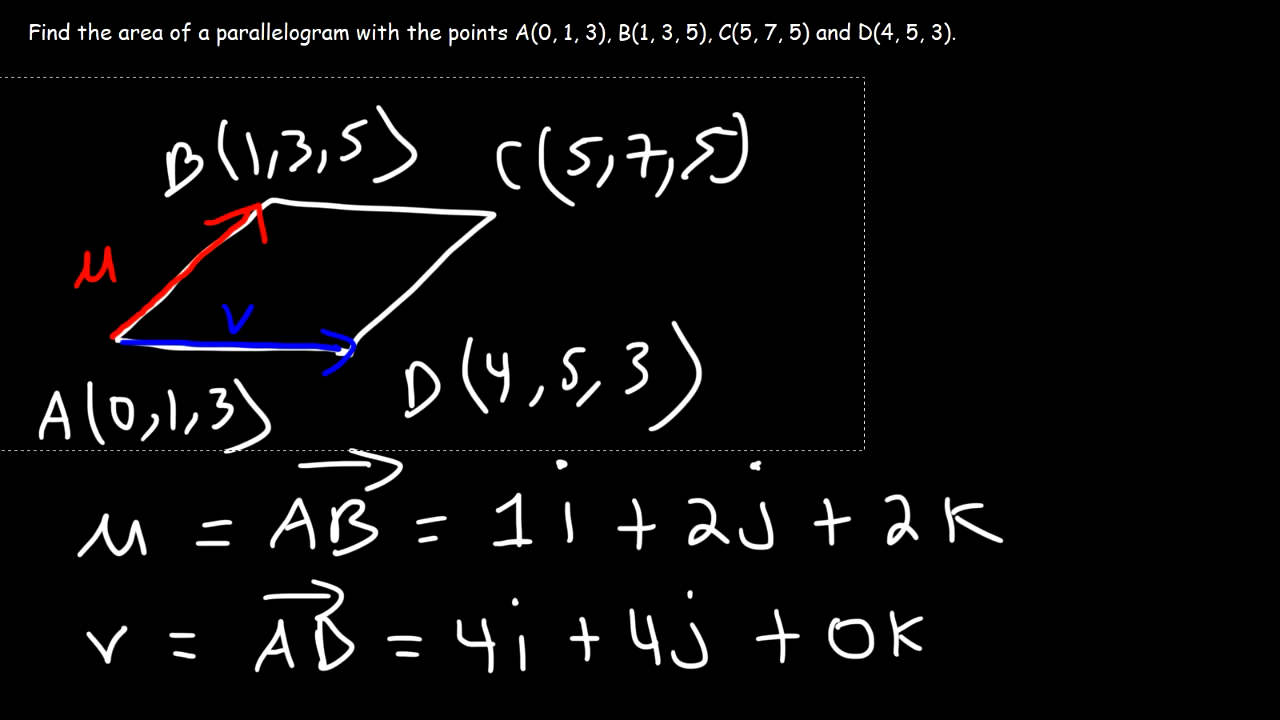 Find the area of a parallelogram with the points A(0, 1, 3), B(1, 3, 5), C(5, 7, 5) and D(4, 5, 3).
B(1,3,5) C(5,7,5)
u
v
A(0,1,3) D(4,5,3)
u = AB = 1i + 2j + 2k
v = AD = 4i + 4j + 0k